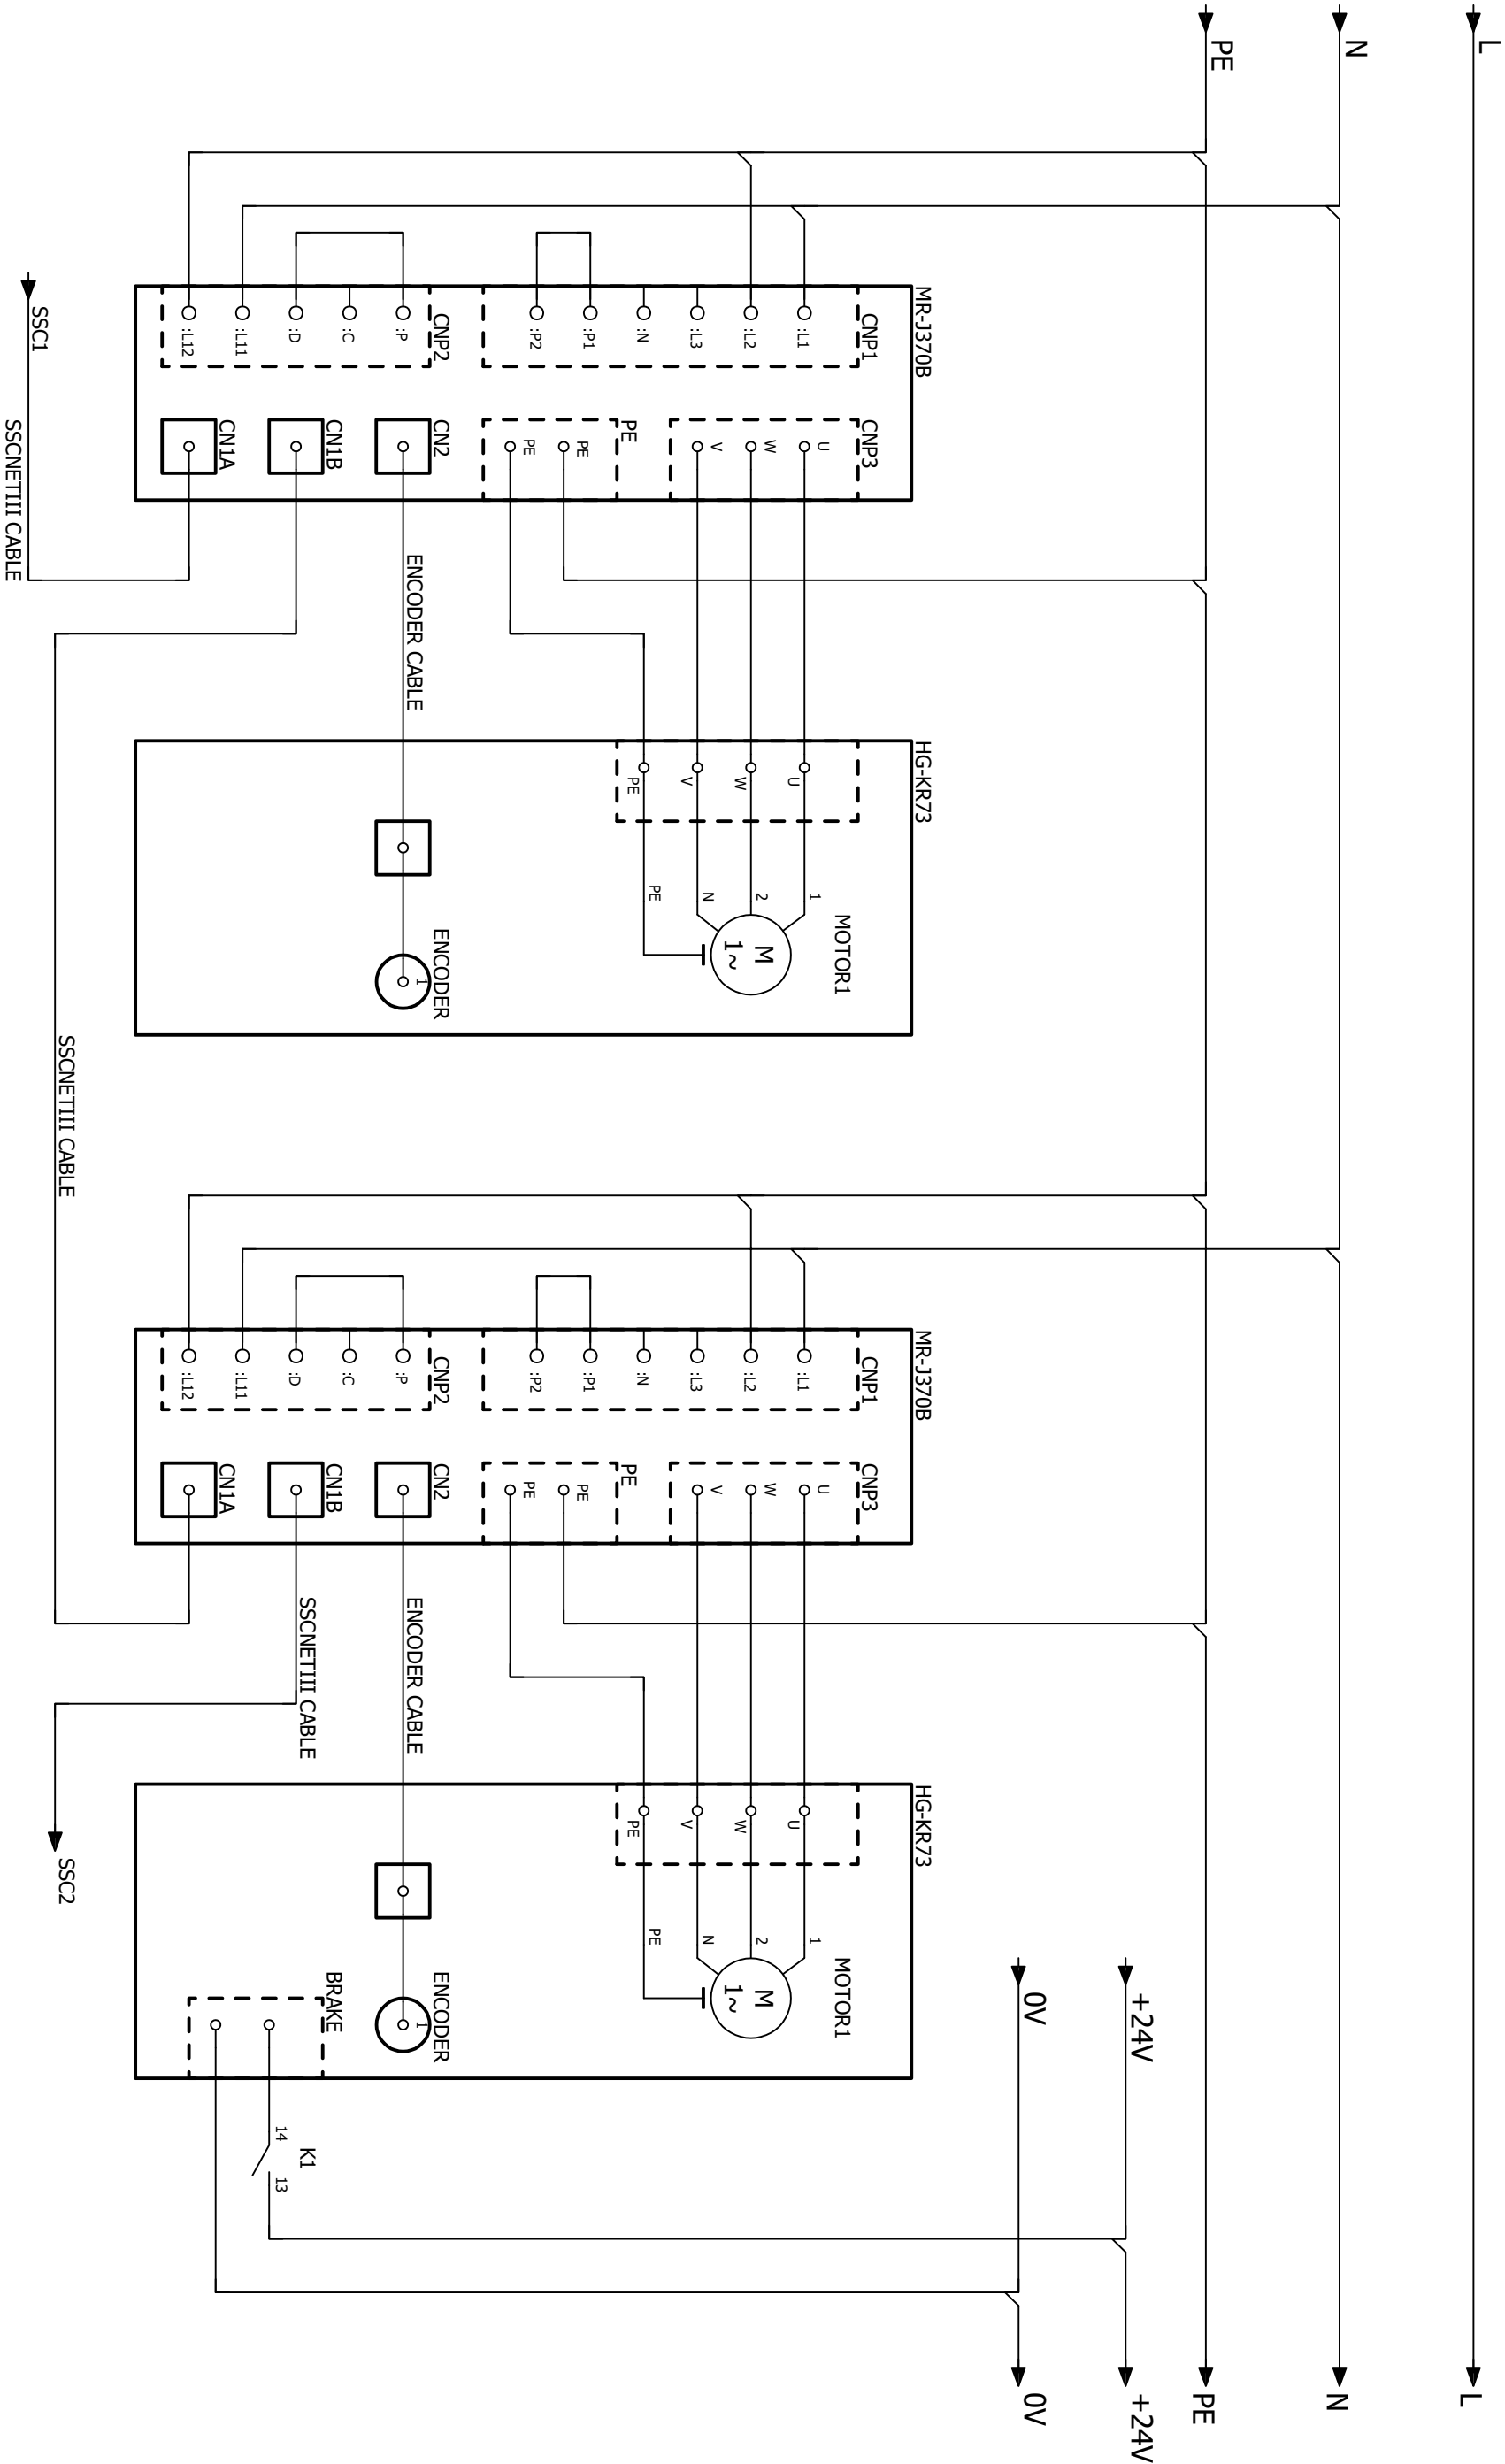 L
N
PE
MR-J370B
CNP1
:L1
:L2
:L3
:N
:P1
:P2
CNP2
:P
:C
:D
:L11
:L12
CNP3
U
W
V
PE
PE
PE
CN2
CN1B
CN1A
SSC1
SSCNETIII CABLE
ENCODER CABLE
HG-KR73
U
W
V
PE
1
2
N
PE
MOTOR1
M
1~
ENCODER
1
SSCNETIII CABLE
MR-J370B
CNP1
:L1
:L2
:L3
:N
:P1
:P2
CNP2
:P
:C
:D
:L11
:L12
CNP3
U
W
V
PE
PE
PE
CN2
CN1B
CN1A
ENCODER CABLE
SSCNETIII CABLE
SSC2
HG-KR73
U
W
V
PE
1
2
N
PE
MOTOR1
M
1~
ENCODER
1
BRAKE
K1
14
13
+24V
0V
L
N
PE
+24V
0V